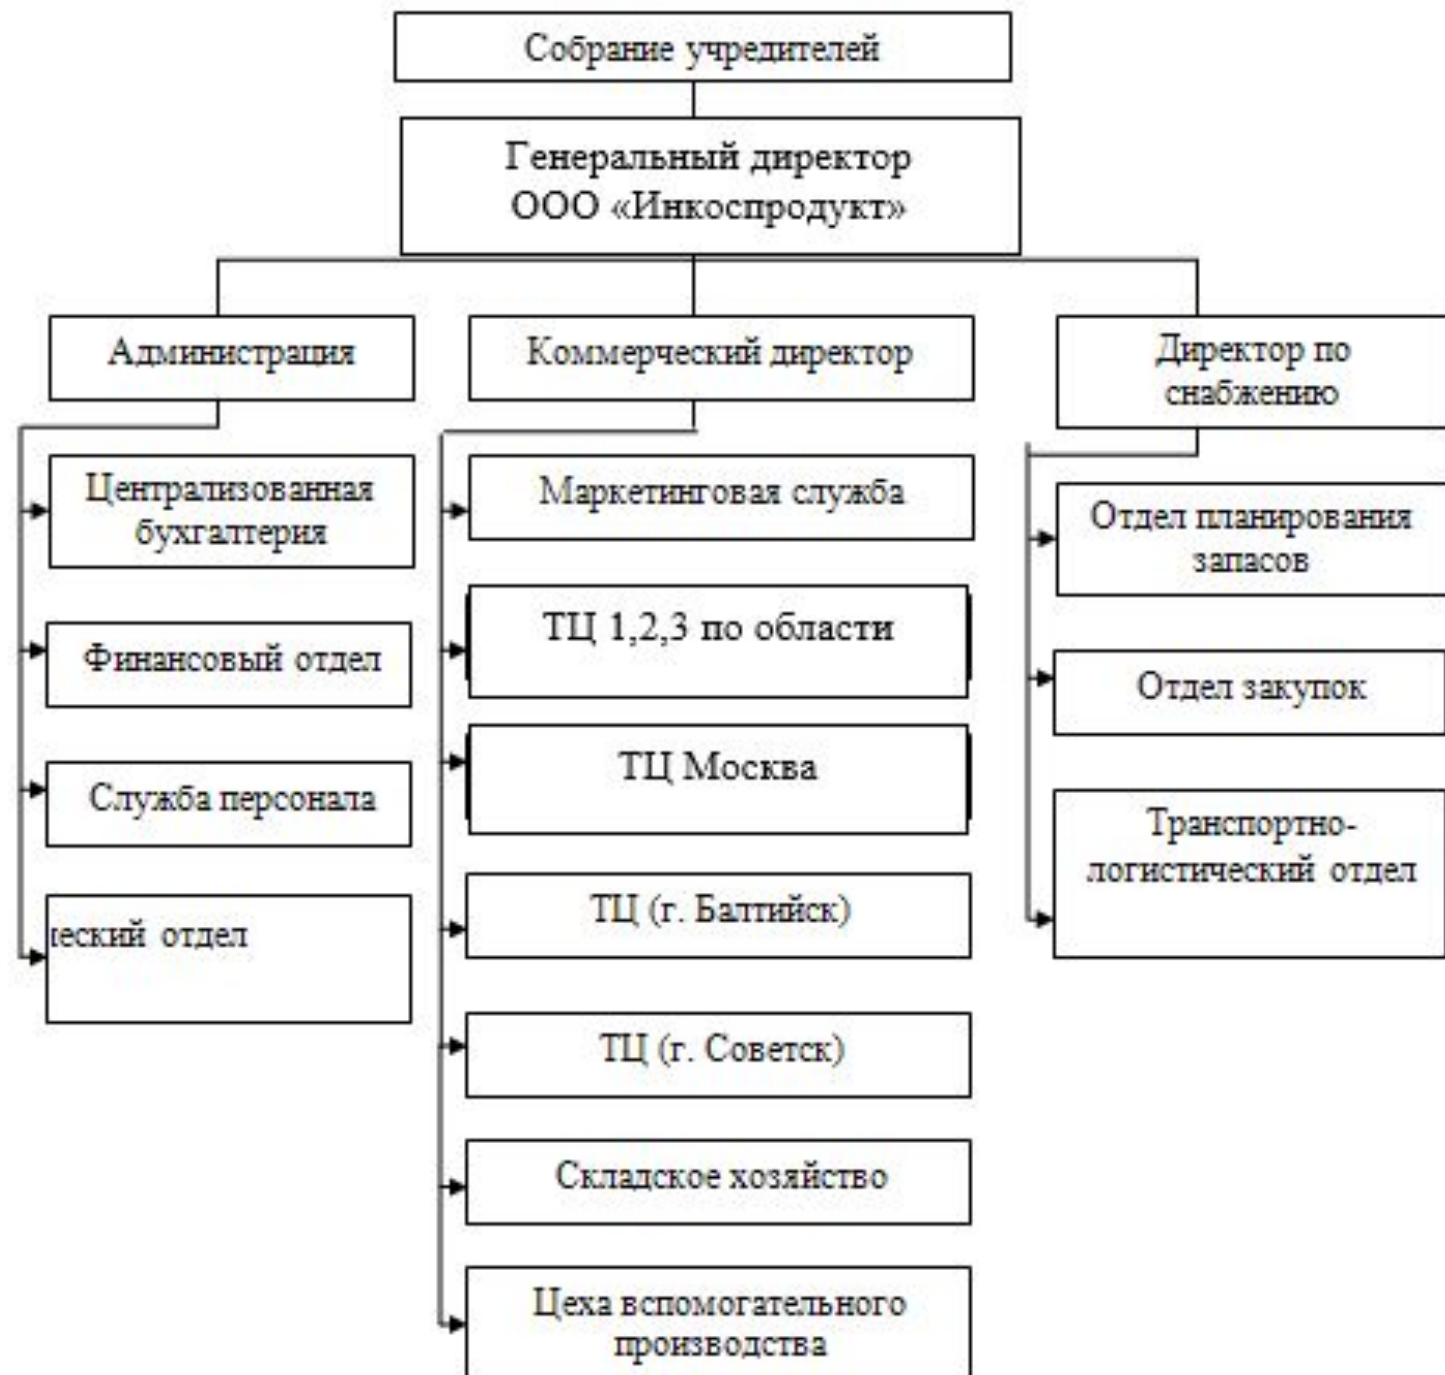 Собрание учредителей
Генеральный директор
ООО «Инкоспродукт»
Администрация
Централизованная
бухгалтерия
Финансовый отдел
Служба персонала
отдел
Коммерческий директор
Маркетинговая служба
ТЦ 1,2,3 по области
ТЦ Москва
ТЦ (г. Балтийск)
ТЦ (г. Советск)
Складское хозяйство
Цеха вспомогательного
производства
Директор по
снабжению
Отдел планирования
запасов
Отдел закупок
Транспортно-
логистический отдел